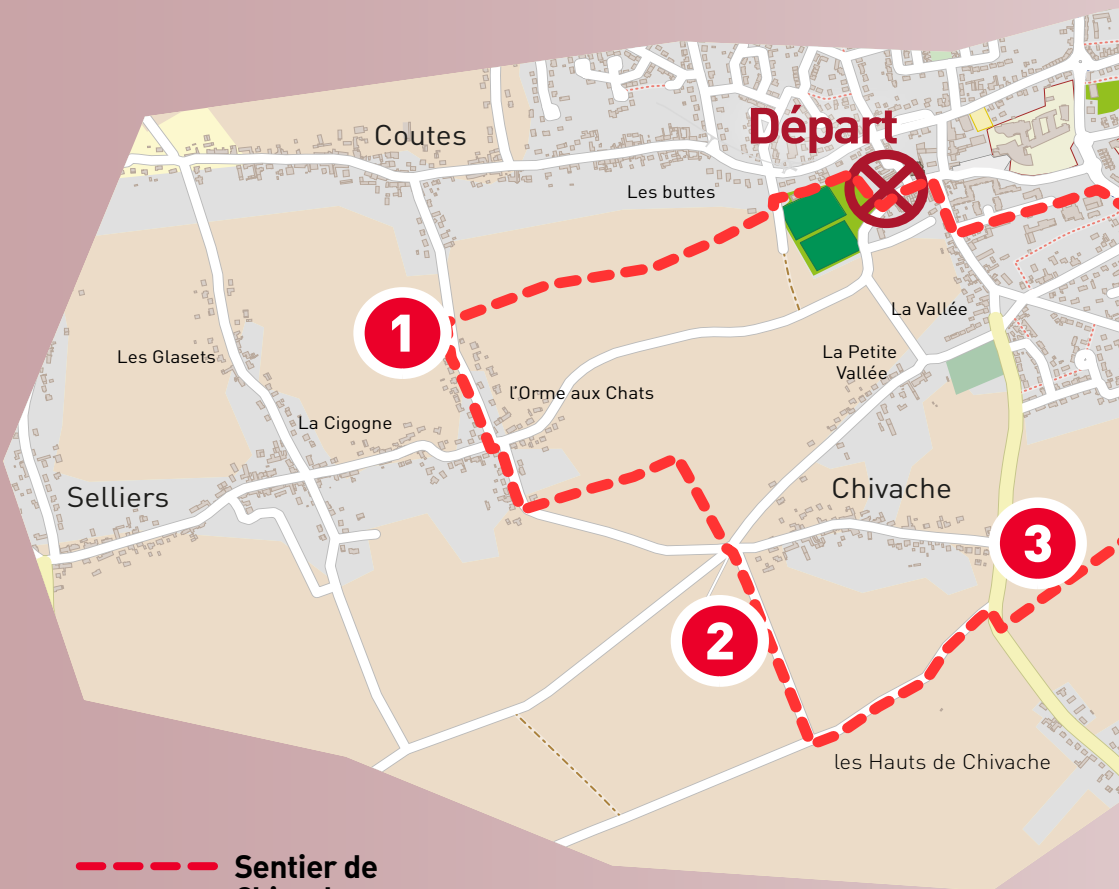 Coutes
Départ
Les buttes
1
La Vallée
Les Glasets
La Petite
Vallée
l'Orme aux Chats
La Cigogne
Selliers
Chivache
3
2
les Hauts de Chivache
Sentier de